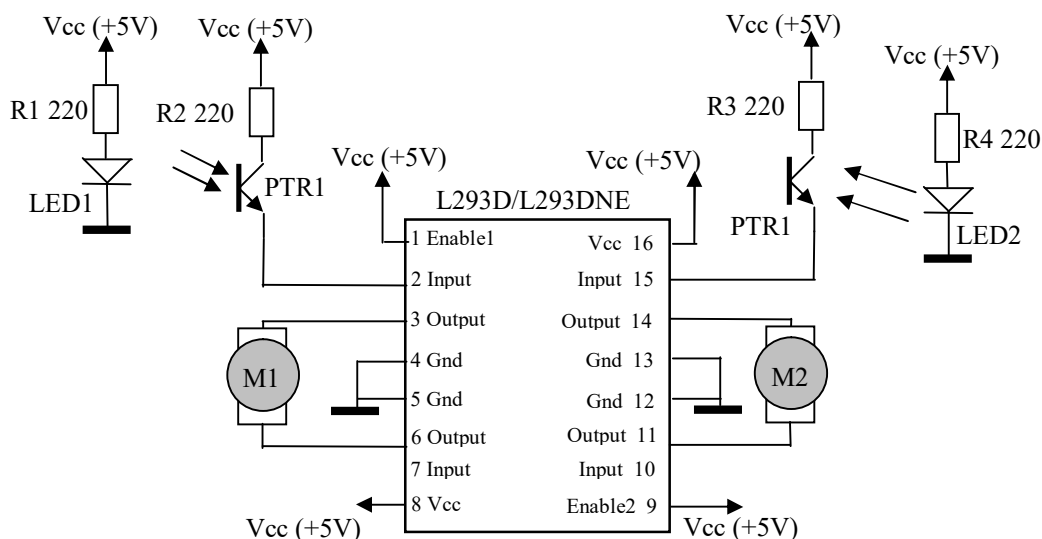 Vcc (+5V)
Vcc (+5V)
Vcc (+5V)
Vcc (+5V)
R1 220
R2 220
R3 220
R4 220
Vcc (+5V)
Vcc (+5V)
LED1
PTR1
PTR1
LED2
L293D/L293DNE
1 Enable1
Vcc 16
2 Input
Input 15
3 Output
Output 14
4 Gnd
Gnd 13
M1
M2
5 Gnd
Gnd 12
6 Output
Output 11
7 Input
Input 10
8 Vcc
Enable2 9
Vcc (+5V)
Vcc (+5V)